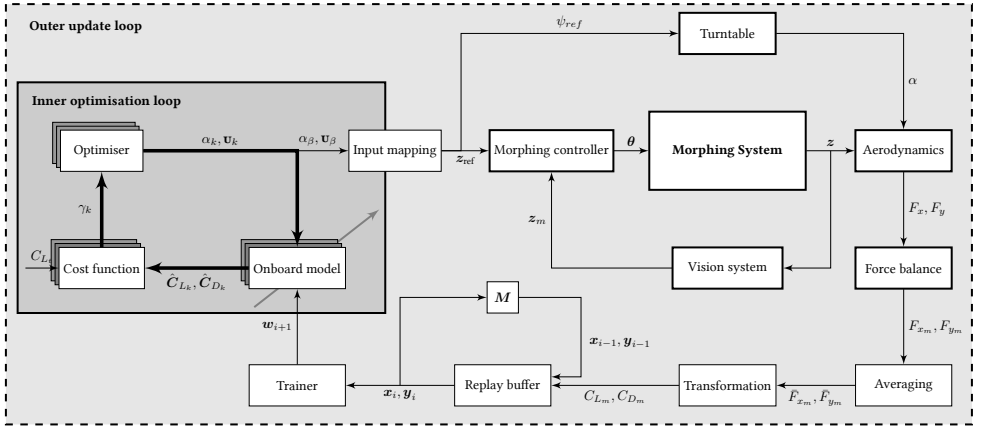 Outer update loop
ψ_ref
Turntable
α
Inner optimisation loop
Optimiser
α_k, 𝐮_k
α_β, 𝐮_β
Input mapping
z_ref
Morphing controller
θ
Morphing System
z
Aerodynamics
γ_k
z_m
F_x, F_y
C_L
Cost function
Ĉ_{L_k}, Ĉ_{D_k}
Onboard model
Vision system
Force balance
M
w_{i+1}
x_{i−1}, y_{i−1}
F_{x_m}, F_{y_m}
Trainer
x_i, y_i
Replay buffer
C_{L_m}, C_{D_m}
Transformation
F̄_{x_m}, F̄_{y_m}
Averaging